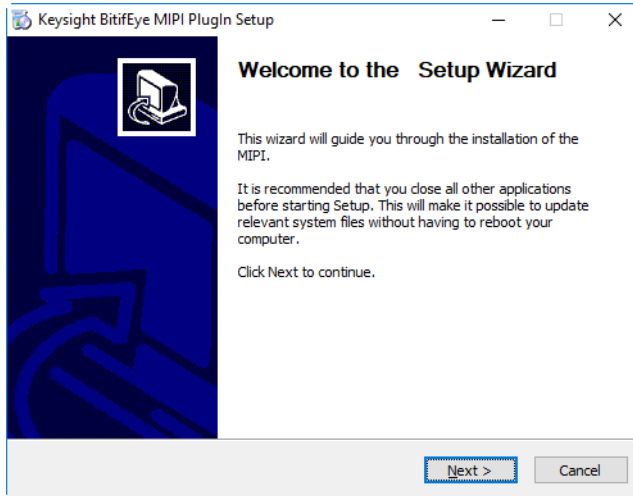 Keysight BitifEye MIPI PlugIn Setup
Welcome to the   Setup Wizard
This wizard will guide you through the installation of the
MIPI.
It is recommended that you close all other applications
before starting Setup. This will make it possible to update
relevant system files without having to reboot your
computer.
Click Next to continue.
Next >
Cancel